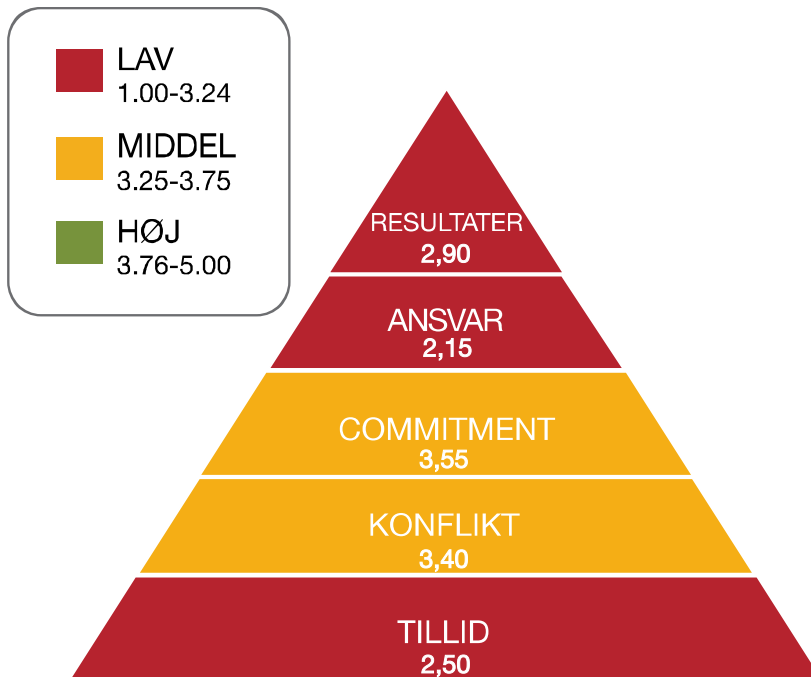 LAV
1.00-3.24
MIDDEL
3.25-3.75
HØJ
3.76-5.00
RESULTATER
2,90
ANSVAR
2,15
COMMITMENT
3,55
KONFLIKT
3,40
TILLID
2,50